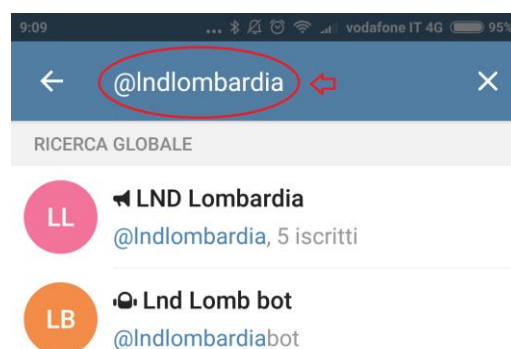 9:09 ... vodafone IT 4G 95%
@lndlombardia
RICERCA GLOBALE
LL
LND Lombardia
@lndlombardia, 5 iscritti
LB
Lnd Lomb bot
@lndlombardiabot